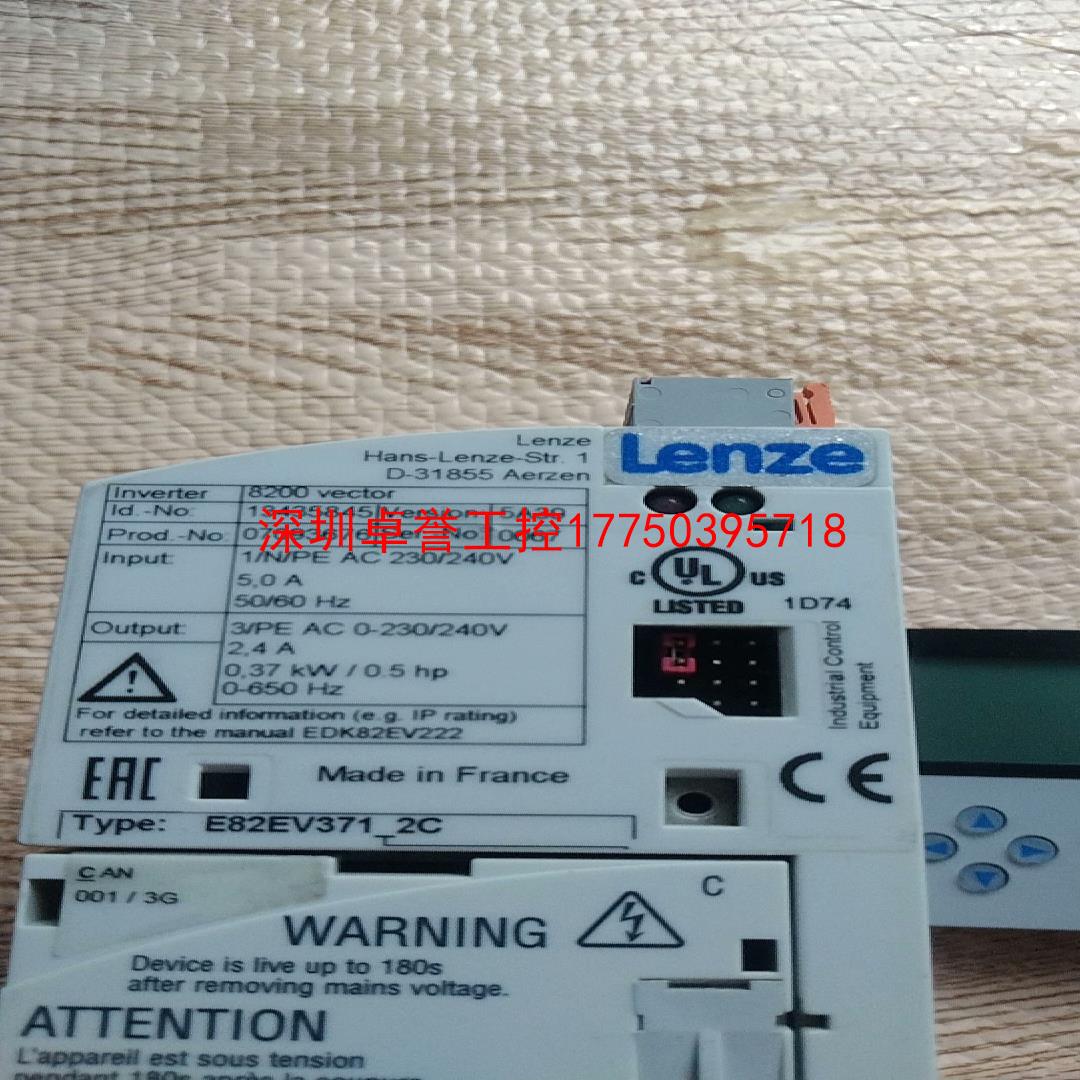 Lenze
Hans-Lenze-Str. 1
D-31855 Aerzen
Lenze
Inverter 8200 vector
Id.-No:
Prod.-No:
深圳卓誉工控17750395718
Input: 1/N/PE AC 230/240V
5,0 A
50/60 Hz
Output: 3/PE AC 0-230/240V
2,4 A
0,37 kW / 0.5 hp
0-650 Hz
For detailed information (e.g. IP rating)
refer to the manual EDK82EV222
C UL US
LISTED 1D74
Industrial Control
Equipment
EAC Made in France CE
Type: E82EV371_2C
CAN
001 / 3G
C
WARNING
Device is live up to 180s
after removing mains voltage.
ATTENTION
L'appareil est sous tension
pendant 180s après la coupure